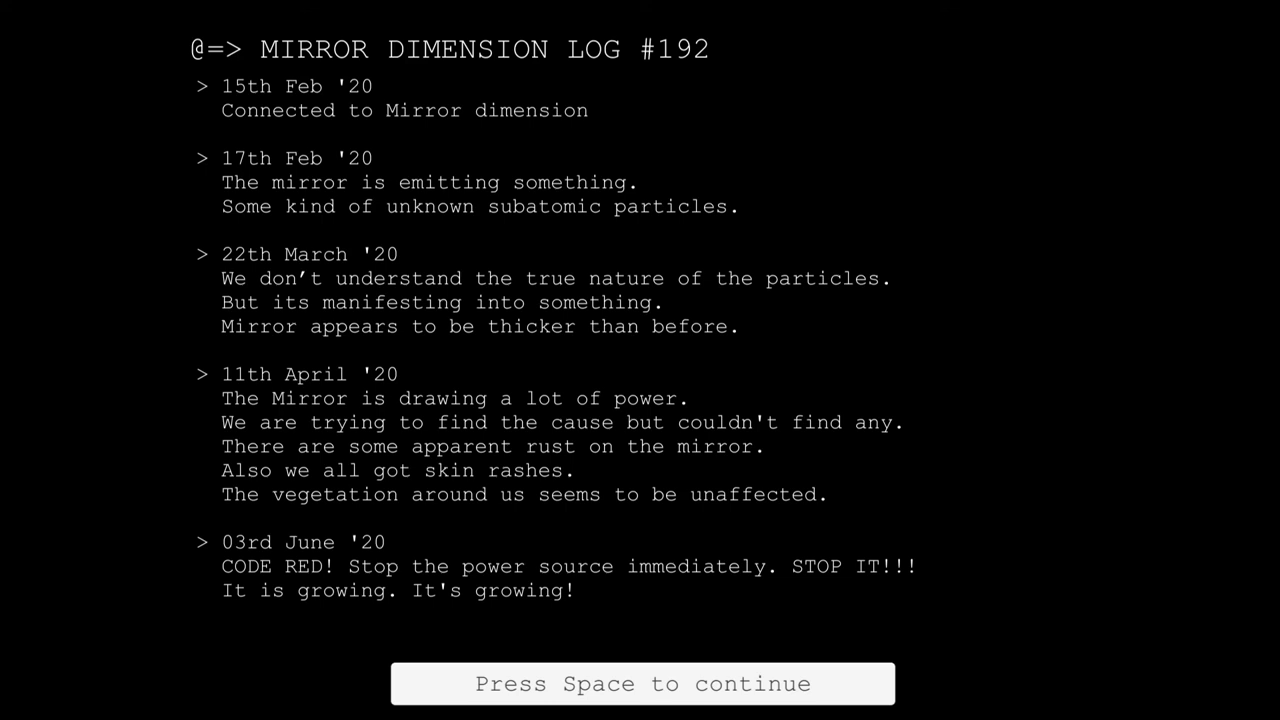 @=> MIRROR DIMENSION LOG #192
> 15th Feb '20
Connected to Mirror dimension
> 17th Feb '20
The mirror is emitting something.
Some kind of unknown subatomic particles.
> 22th March '20
We don’t understand the true nature of the particles.
But its manifesting into something.
Mirror appears to be thicker than before.
> 11th April '20
The Mirror is drawing a lot of power.
We are trying to find the cause but couldn't find any.
There are some apparent rust on the mirror.
Also we all got skin rashes.
The vegetation around us seems to be unaffected.
> 03rd June '20
CODE RED! Stop the power source immediately. STOP IT!!!
It is growing. It's growing!
Press Space to continue